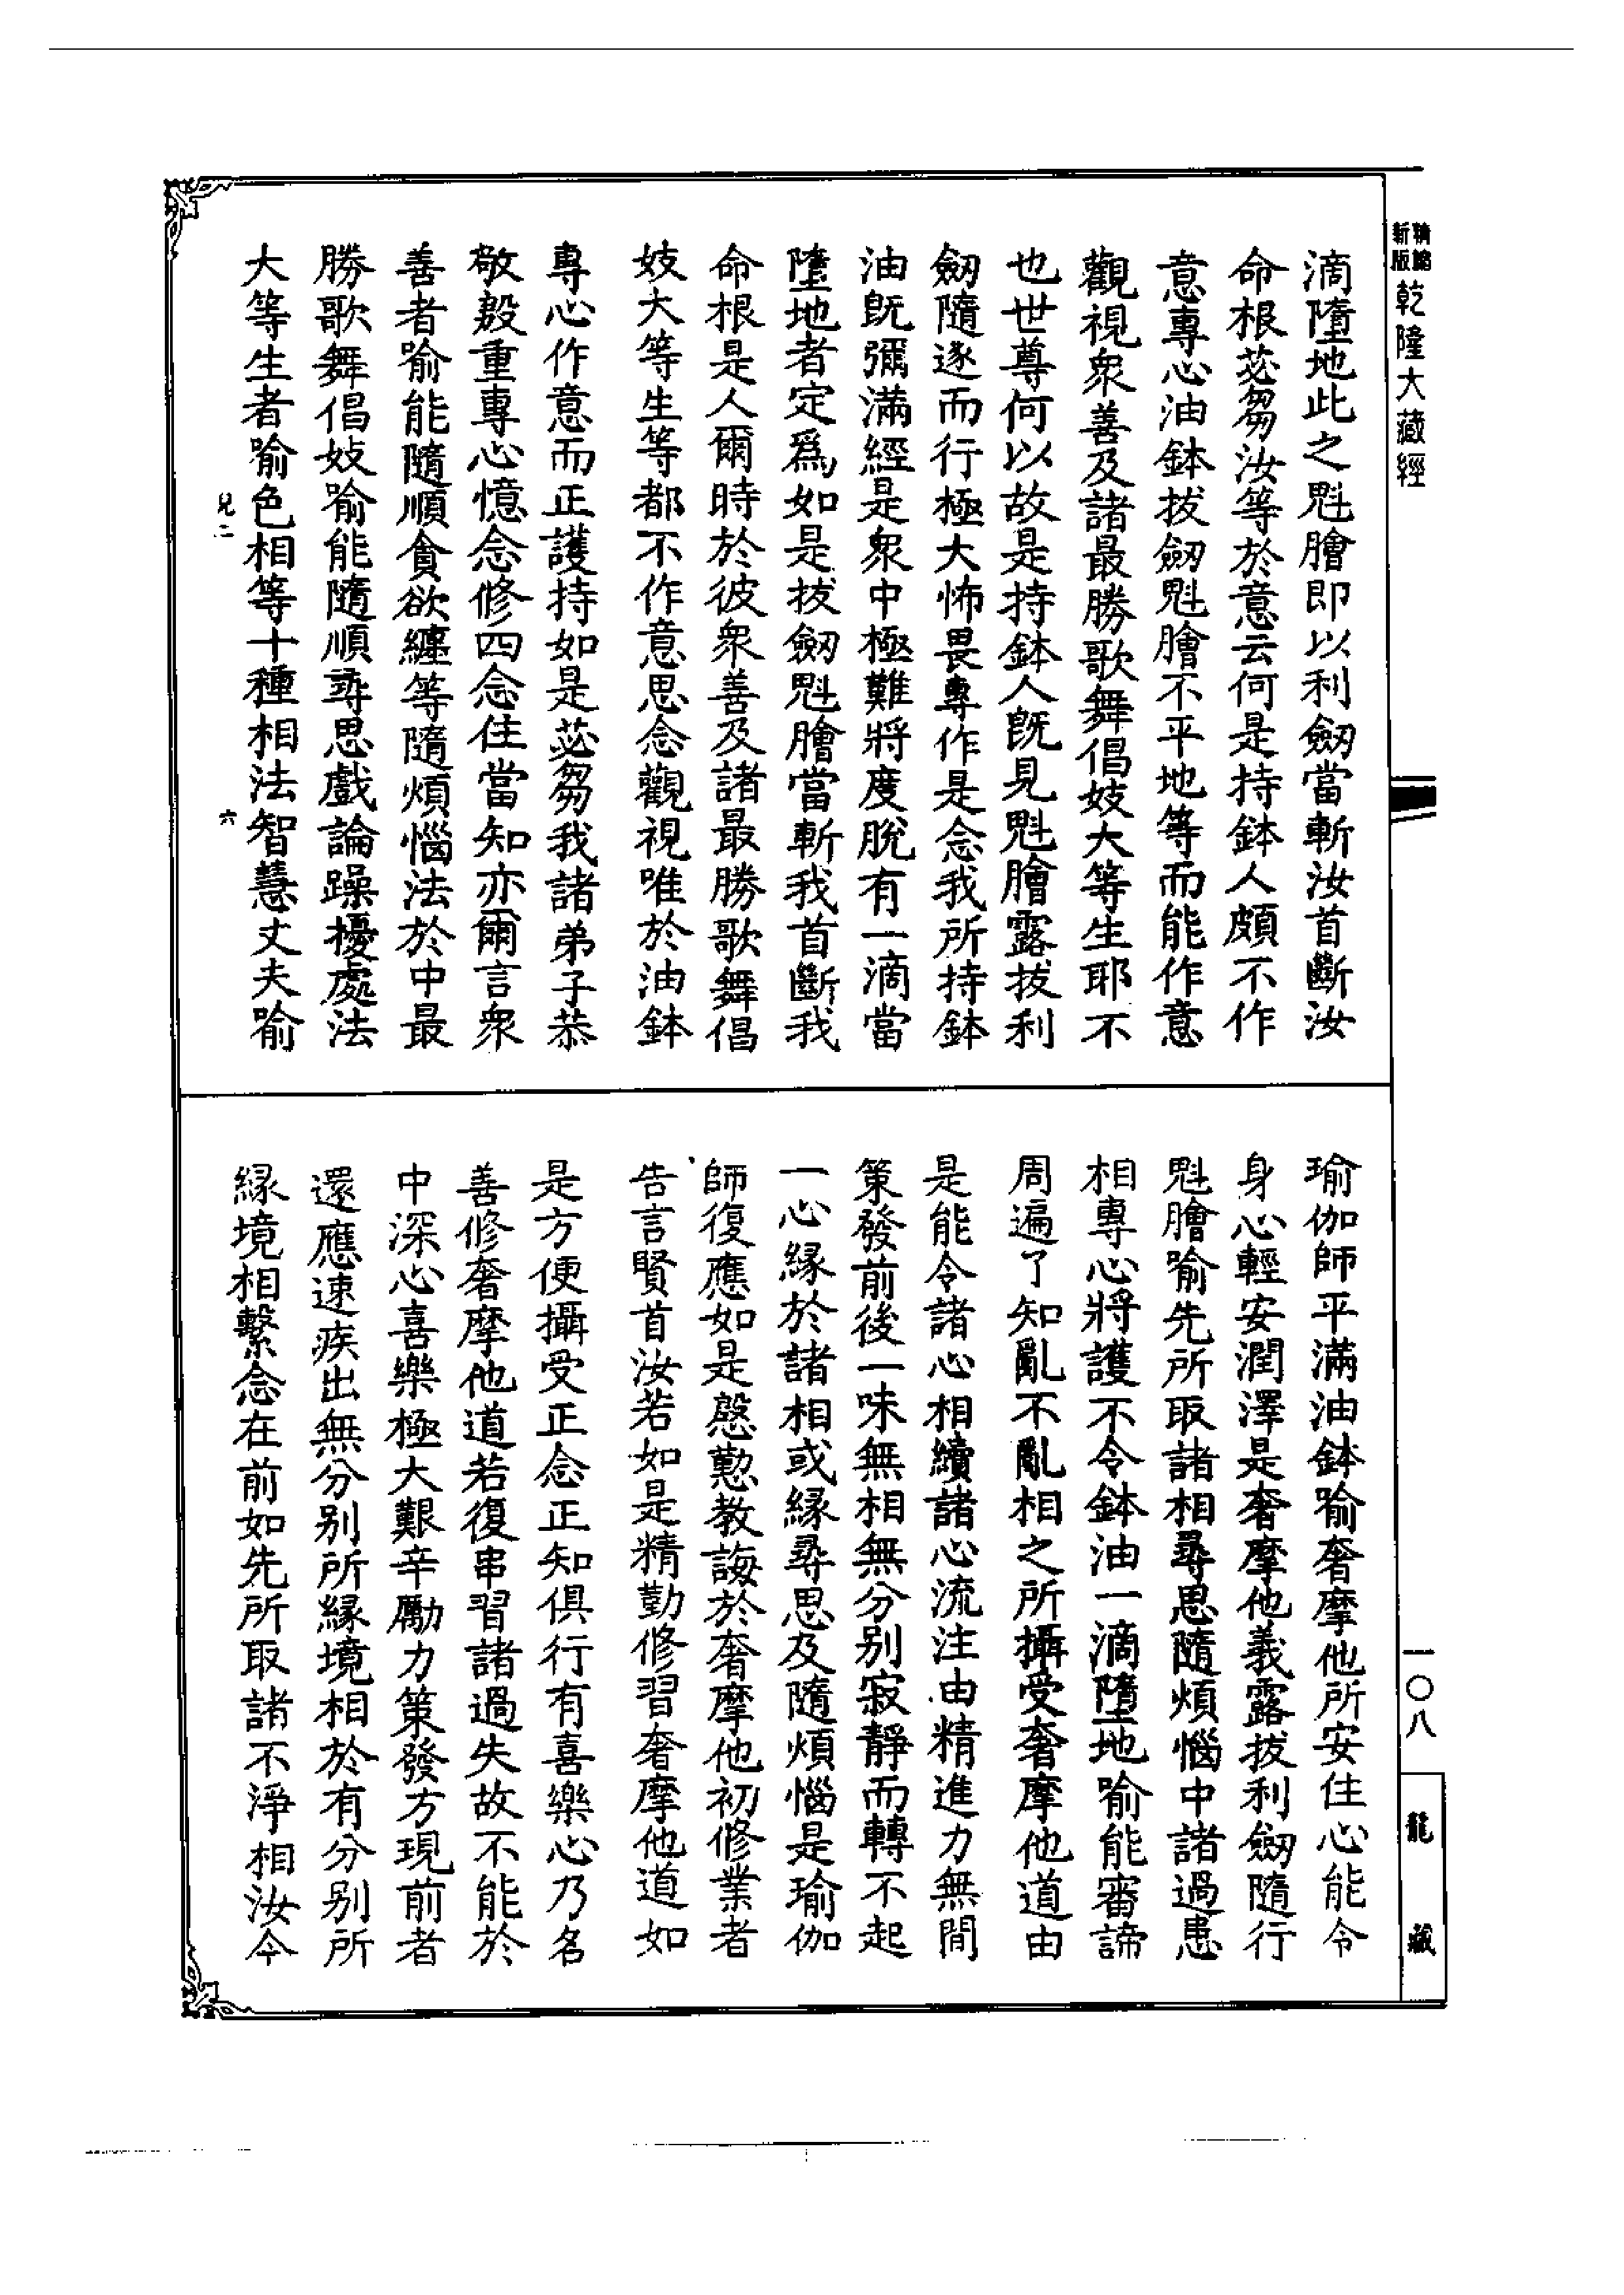 精縮
新版
乾隆大藏經
滴墮地此之魁膾即以利劒當斬汝首斷汝
命根苾芻汝等於意云何是持鉢人頗不作
意專心油鉢拔劒魁膾不平地等而能作意
觀視衆善及諸最勝歌舞倡妓大等生耶不
也世尊何以故是持鉢人旣見魁膾露拔利
劒隨逐而行極大怖畏專作是念我所持鉢
油旣彌滿經是衆中極難將度脫有一滴當
墮地者定爲如是拔劒魁膾當斬我首斷我
命根是人爾時於彼衆善及諸最勝歌舞倡
妓大等生等都不作意思念觀視唯於油鉢
專心作意而正護持如是苾芻我諸弟子恭
敬殷重專心憶念修四念住當知亦爾言衆
善者喻能隨順貪欲纏等隨煩惱法於中最
勝歌舞倡妓喻能隨順尋思戲論躁擾處法
大等生者喻色相等十種相法智慧丈夫喻
二
六
瑜伽師平滿油鉢喻奢摩他所安住心能令
身心輕安潤澤是奢摩他義露拔利劒隨行
魁膾喻先所取諸相尋思隨煩惱中諸過患
相專心將護不令鉢油一滴墮地喻能審諦
周遍了知亂不亂相之所攝受奢摩他道由
是能令諸心相續諸心流注由精進力無間
策發前後一味無相無分別寂靜而轉不起
一心緣於諸相或緣尋思及隨煩惱是瑜伽
師復應如是慇懃教誨於奢摩他初修業者
告言賢首汝若如是精勤修習奢摩他道如
是方便攝受正念正知俱行有喜樂心乃名
善修奢摩他道若復串習諸過失故不能於
中深心喜樂極大艱辛勵力策發方現前者
還應速疾出無分別所緣境相於有分別所
緣境相繫念在前如先所取諸不淨相汝今
一〇八
龍藏